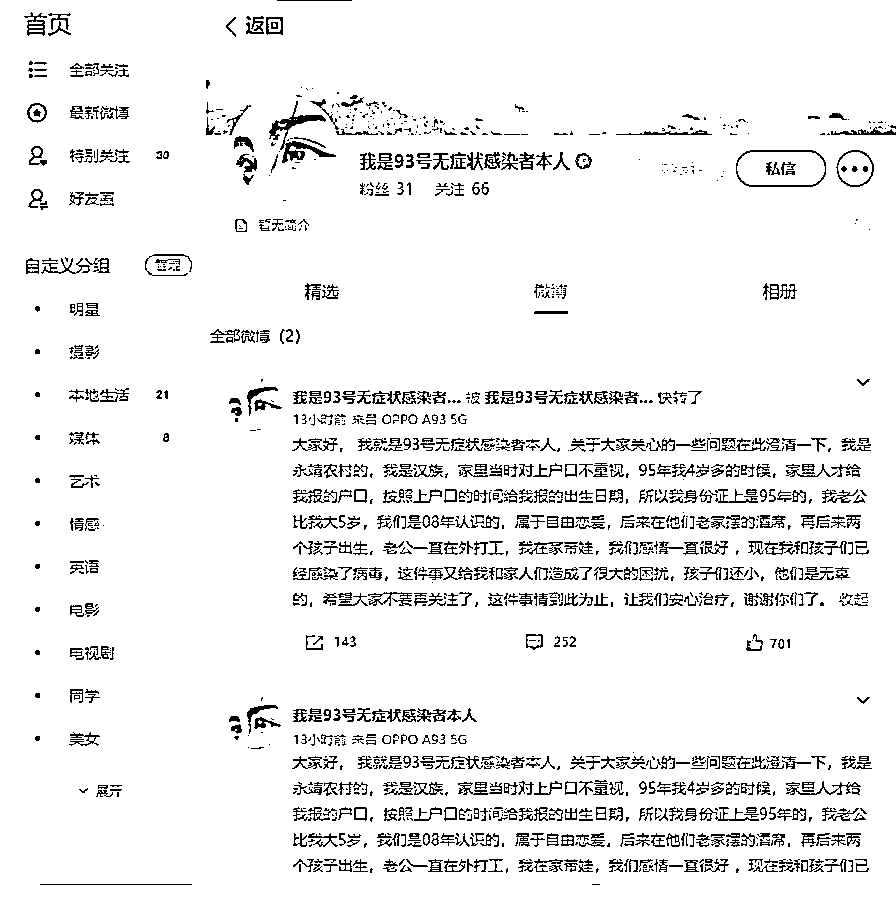 首页
全部关注
最新微博
特别关注 30
好友圈
自定义分组 管理
明星
摄影
本地生活 21
媒体 8
艺术
情感
英语
电影
电视剧
同学
美女
展开
返回
我是93号无症状感染者本人
粉丝 31 关注 66
私信
暂无简介
精选 微博 相册
全部微博（2）
我是93号无症状感染者... 被 我是93号无症状感染者... 快转了
13小时前 来自 OPPO A93 5G
大家好， 我就是93号无症状感染者本人，关于大家关心的一些问题在此澄清一下，我是
永靖农村的，我是汉族，家里当时对上户口不重视，95年我4岁多的时候，家里人才给
我报的户口，按照上户口的时间给我报的出生日期，所以我身份证上是95年的，我老公
比我大5岁，我们是08年认识的，属于自由恋爱，后来在他们老家摆的酒席，再后来两
个孩子出生，老公一直在外打工，我在家带娃，我们感情一直很好 ，现在我和孩子们已
经感染了病毒，这件事又给我和家人们造成了很大的困扰，孩子们还小，他们是无辜
的，希望大家不要再关注了，这件事情到此为止，让我们安心治疗，谢谢你们了。 收起
143 252 701
我是93号无症状感染者本人
13小时前 来自 OPPO A93 5G
大家好， 我就是93号无症状感染者本人，关于大家关心的一些问题在此澄清一下，我是
永靖农村的，我是汉族，家里当时对上户口不重视，95年我4岁多的时候，家里人才给
我报的户口，按照上户口的时间给我报的出生日期，所以我身份证上是95年的，我老公
比我大5岁，我们是08年认识的，属于自由恋爱，后来在他们老家摆的酒席，再后来两
个孩子出生，老公一直在外打工，我在家带娃，我们感情一直很好 ，现在我和孩子们已